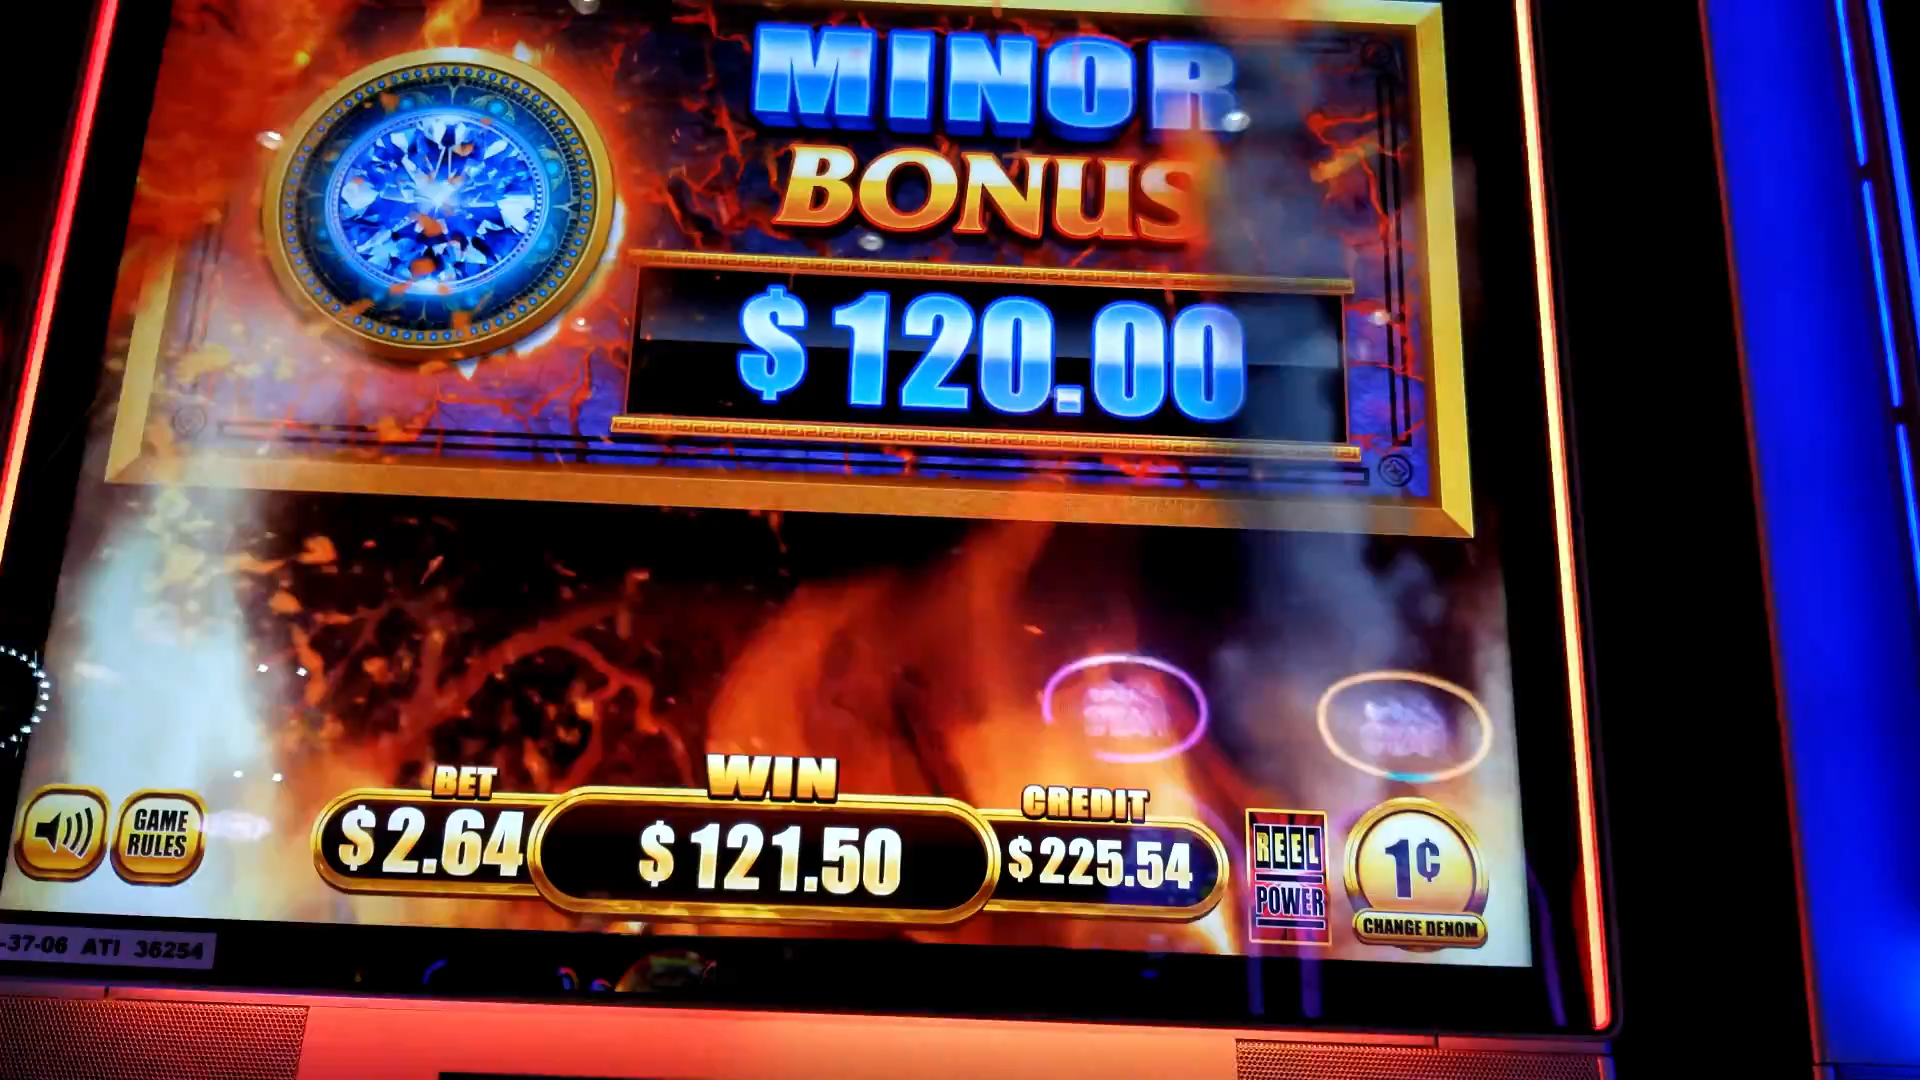 MINOR
BONUS
$120.00
BET
WIN
CREDIT
GAME
RULES
$2.64
$121.50
$225.54
REEL
POWER
1¢
CHANGE DENOM
-37-06 ATI 36254